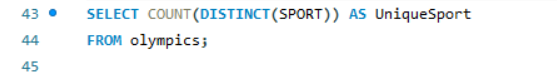 43 SELECT COUNT(DISTINCT(SPORT)) AS UniqueSport
44 FROM olympics;
45